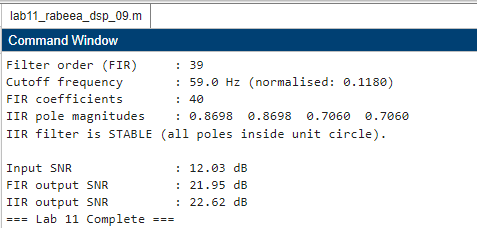 lab11_rabeea_dsp_09.m
Command Window
Filter order (FIR)     : 39
Cutoff frequency       : 59.0 Hz (normalised: 0.1180)
FIR coefficients       : 40
IIR pole magnitudes    : 0.8698  0.8698  0.7060  0.7060
IIR filter is STABLE (all poles inside unit circle).
Input SNR              : 12.03 dB
FIR output SNR         : 21.95 dB
IIR output SNR         : 22.62 dB
=== Lab 11 Complete ===